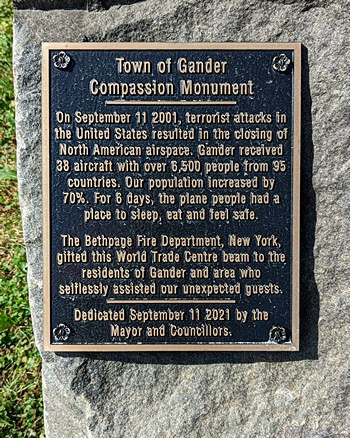 Town of Gander
Compassion Monument
On September 11 2001, terrorist attacks in
the United States resulted in the closing of
North American airspace. Gander received
38 aircraft with over 6,500 people from 95
countries. Our population increased by
70%. For 6 days, the plane people had a
place to sleep, eat and feel safe.
The Bethpage Fire Department, New York,
gifted this World Trade Centre beam to the
residents of Gander and area who
selflessly assisted our unexpected guests.
Dedicated September 11 2021 by the
Mayor and Councillors.